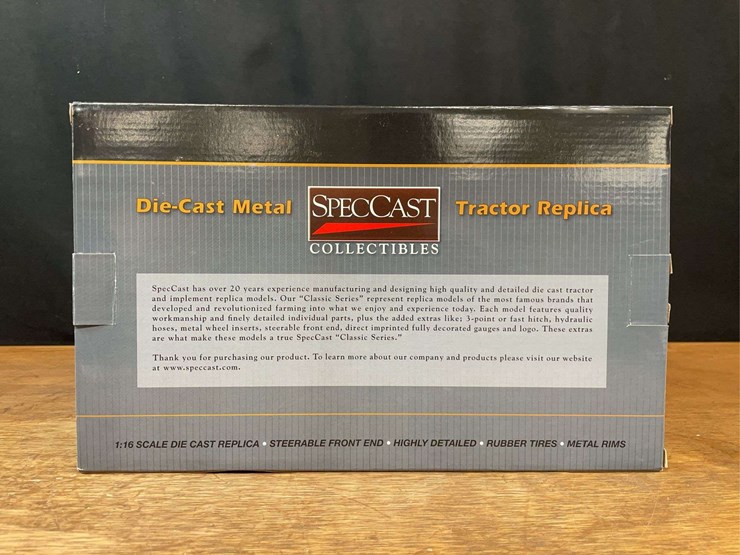 Die-Cast Metal SPECCAST Tractor Replica
COLLECTIBLES
SpecCast has over 20 years experience manufacturing and designing high quality and detailed die cast tractor
and implement replica models. Our "Classic Series" represent replica models of the most famous brands that
developed and revolutionized farming into what we enjoy and experience today. Each model features quality
workmanship and finely detailed individual parts, plus the added extras like: 3-point or fast hitch, hydraulic
hoses, metal wheel inserts, steerable front end, direct imprinted fully decorated gauges and logo. These extras
are what make these models a true SpecCast "Classic Series."
Thank you for purchasing our product. To learn more about our company and products please visit our website
at www.speccast.com.
1:16 SCALE DIE CAST REPLICA • STEERABLE FRONT END • HIGHLY DETAILED • RUBBER TIRES • METAL RIMS